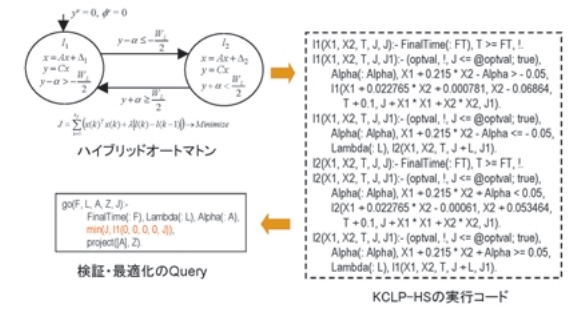 yʳ = 0, ϕʳ = 0
l₁
x = Ax + Δ₁
y = Cx
y - α > - W_l / 2
y - α ≤ - W_l / 2
y + α ≥ W_l / 2
l₂
x = Ax + Δ₂
y = Cx
y + α < W_l / 2
(x(k)ᵀ x(k) + λ|l(k) - l(k-1)|) → Minimize
ハイブリッドオートマトン
go(F, L, A, Z, J):-
FinalTime(: F), Lambda(: L), Alpha(: A),
min(J, l1(0, 0, 0, 0, J)),
project([A], Z).
検証・最適化のQuery
l1(X1, X2, T, J, J):- FinalTime(: FT), T >= FT, !.
l1(X1, X2, T, J, J1):- (optval, !, J <= @optval; true),
Alpha(: Alpha), X1 + 0.215 * X2 - Alpha > - 0.05,
l1(X1 + 0.022765 * X2 + 0.000781, X2 - 0.06864,
T + 0.1, J + X1 * X1 + X2 * X2, J1).
l1(X1, X2, T, J, J1):- (optval, !, J <= @optval; true),
Alpha(: Alpha), X1 + 0.215 * X2 - Alpha <= - 0.05,
Lambda(: L), l2(X1, X2, T, J + L, J1).
l2(X1, X2, T, J, J):- FinalTime(: FT), T >= FT, !.
l2(X1, X2, T, J, J1):- (optval, !, J <= @optval; true),
Alpha(: Alpha), X1 + 0.215 * X2 + Alpha < 0.05,
l2(X1 + 0.022765 * X2 - 0.00061, X2 + 0.053464,
T + 0.1, J + X1 * X1 + X2 * X2, J1).
l2(X1, X2, T, J, J1):- (optval, !, J <= @optval; true),
Alpha(: Alpha), X1 + 0.215 * X2 + Alpha >= 0.05,
Lambda(: L), l1(X1, X2, T, J + L, J1).
KCLP-HSの実行コード